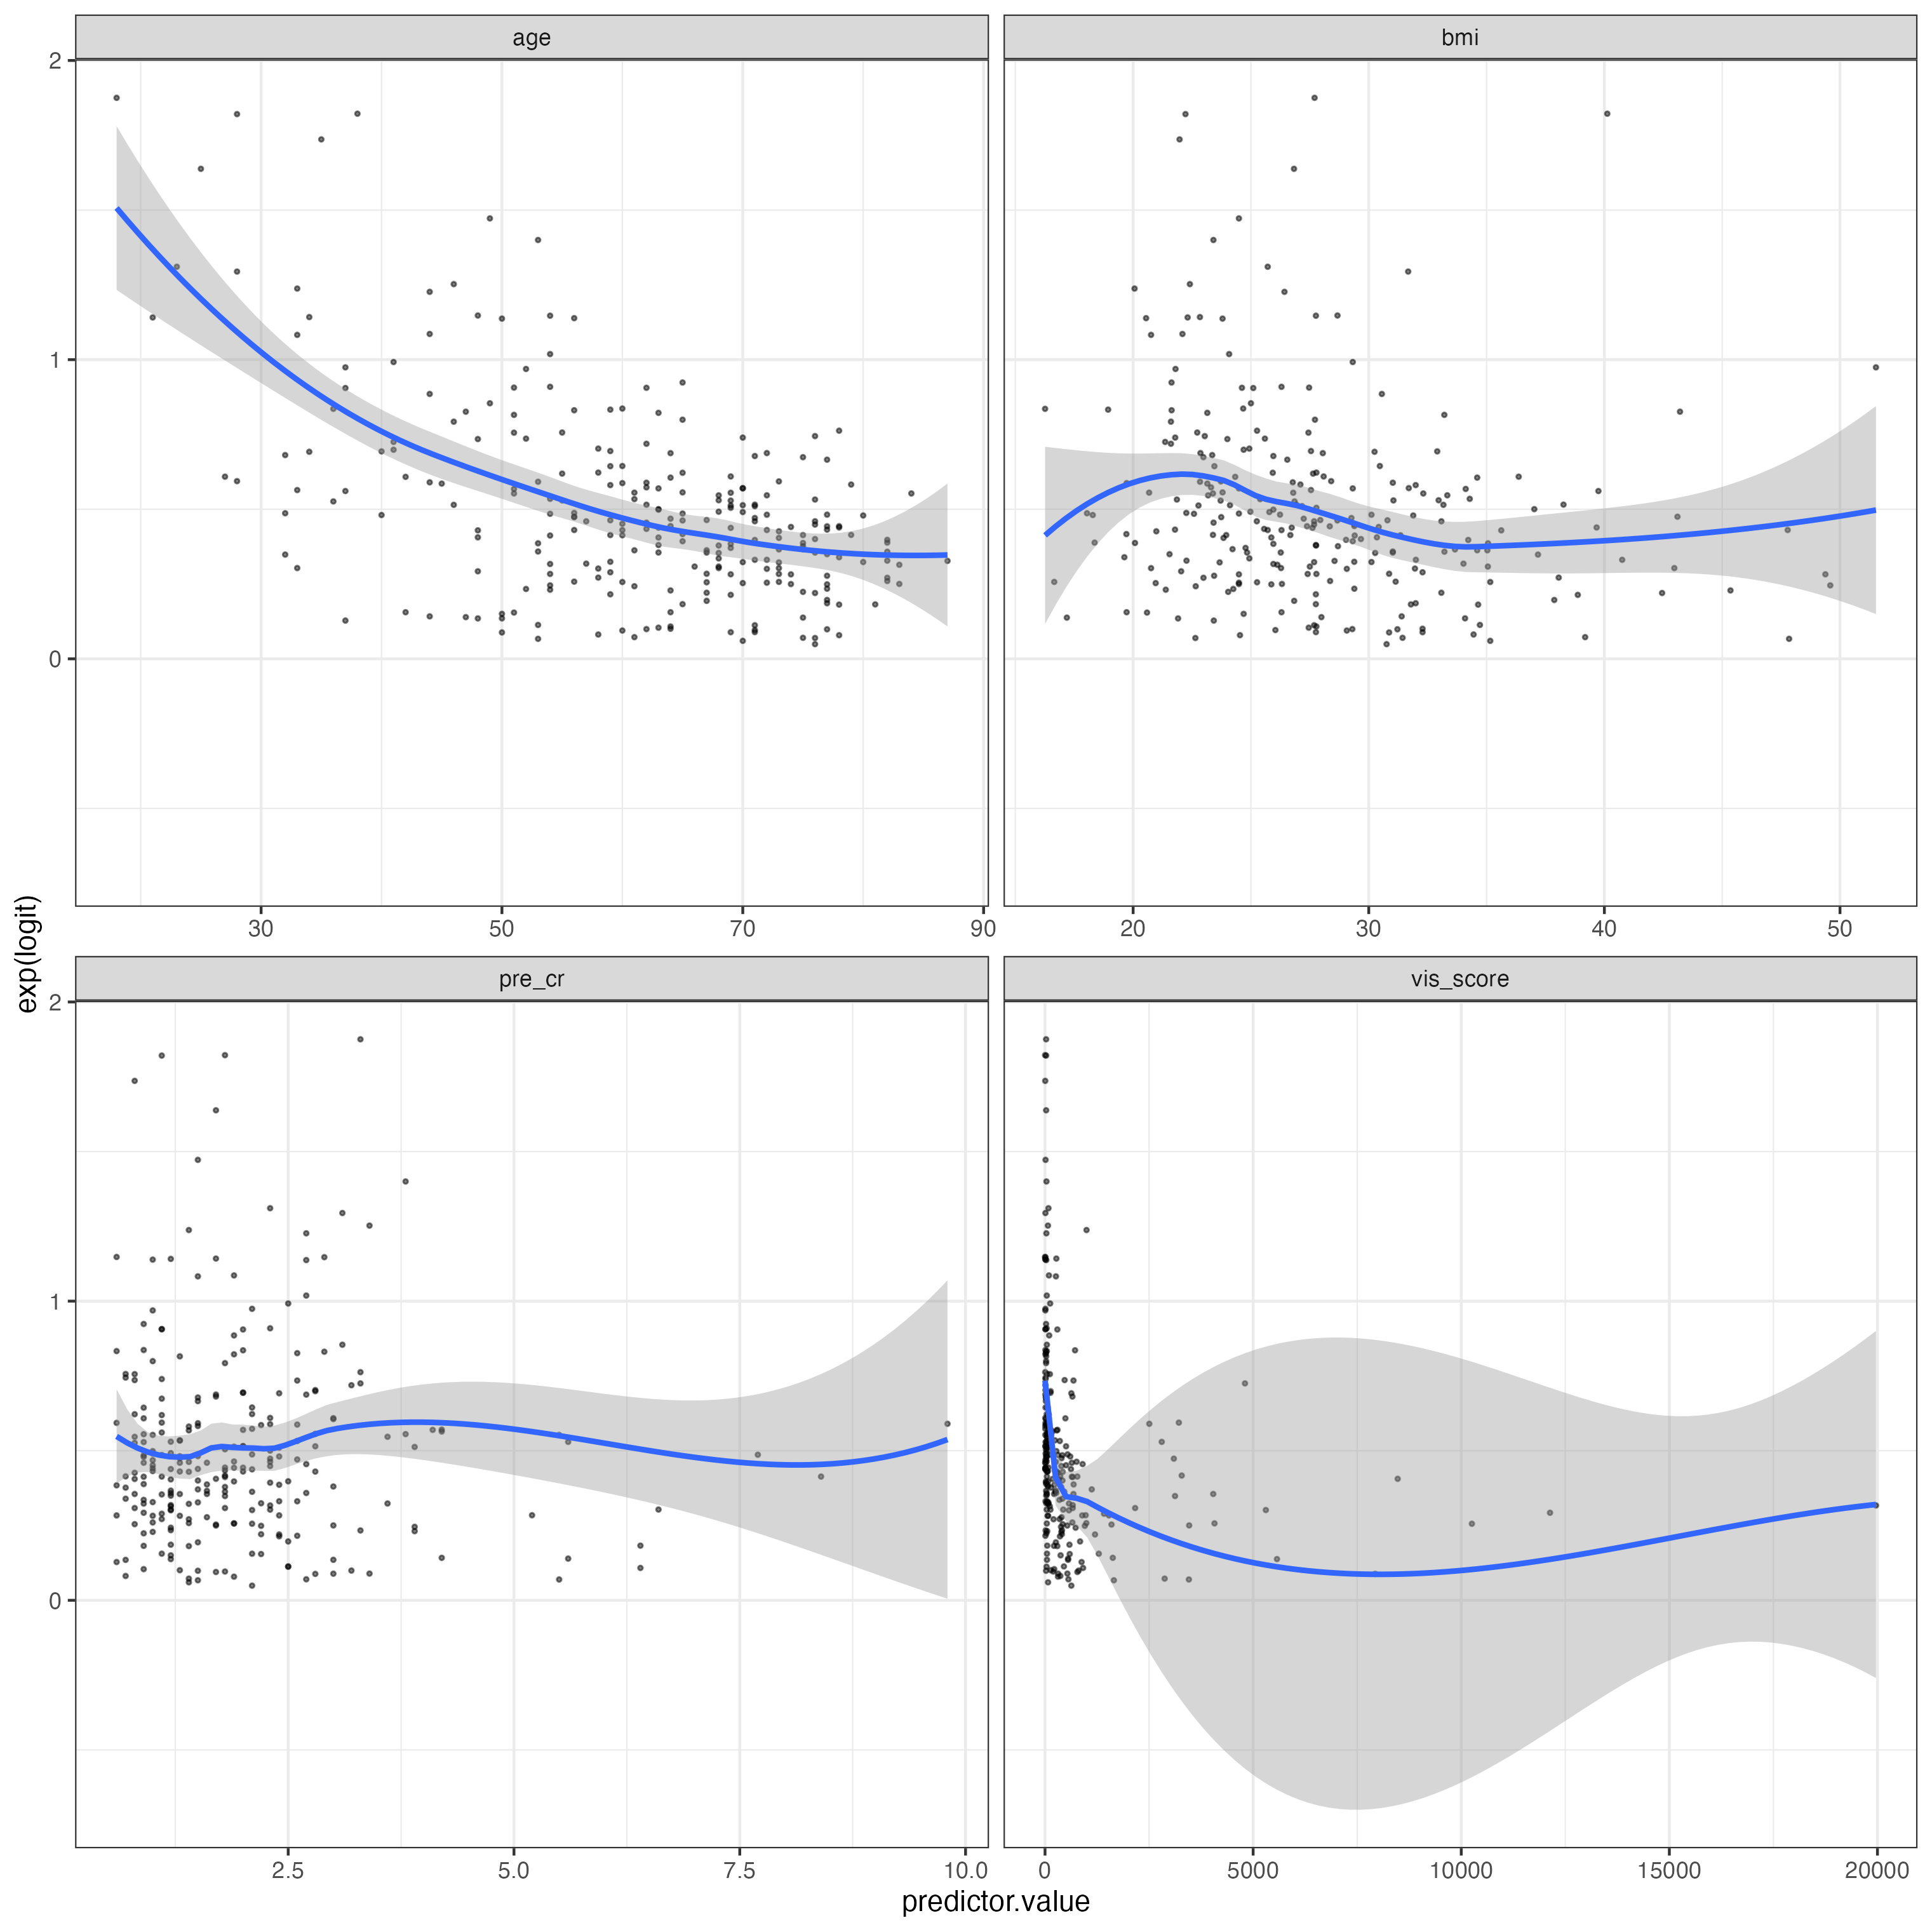 age
bmi
2
1
0
30 50 70 90
20 30 40 50
exp(logit)
pre_cr
vis_score
2
1
0
2.5 5.0 7.5 10.0
0 5000 10000 15000 20000
predictor.value